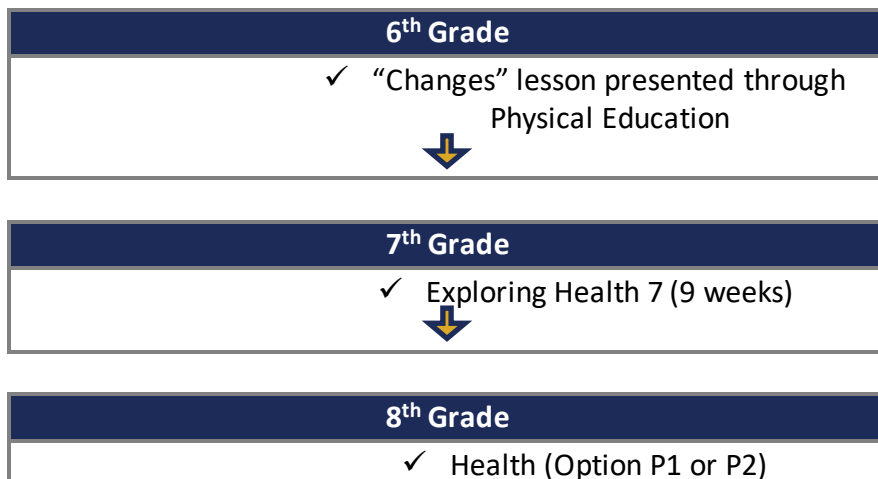 6th Grade
✓ “Changes” lesson presented through
Physical Education
7th Grade
✓ Exploring Health 7 (9 weeks)
8th Grade
✓ Health (Option P1 or P2)